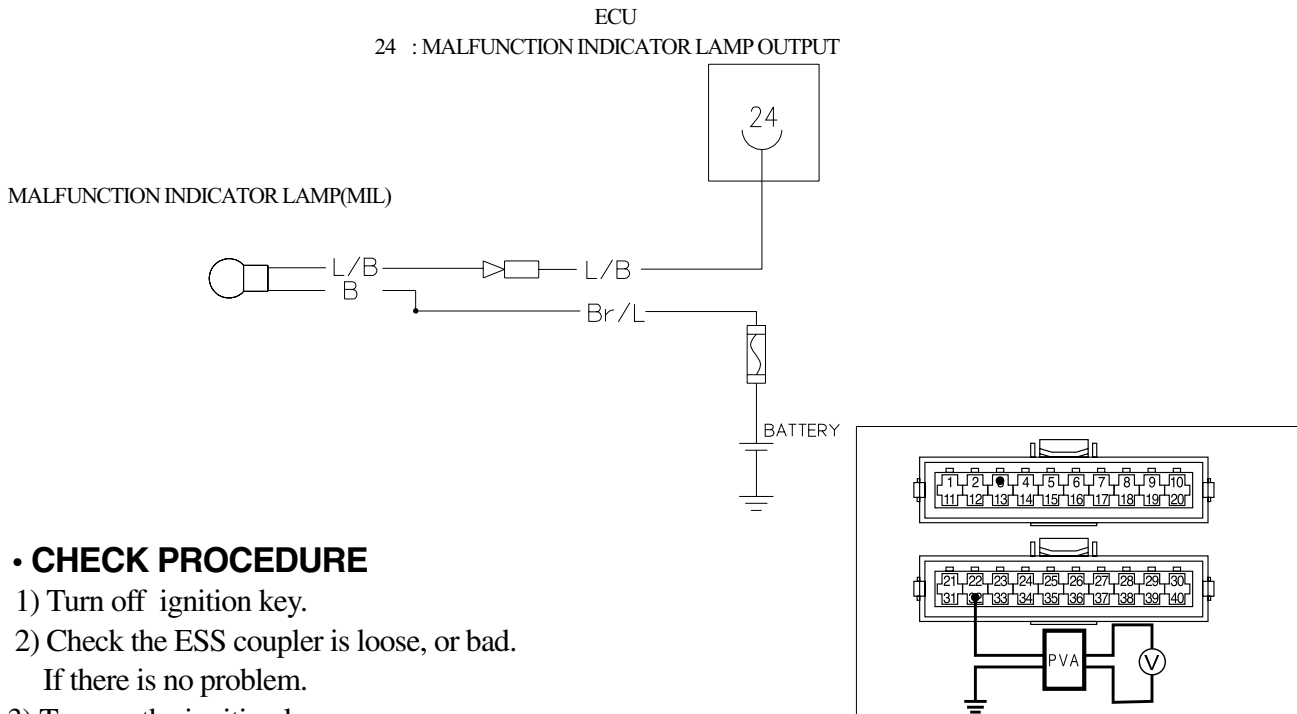 ECU
24 : MALFUNCTION INDICATOR LAMP OUTPUT
24
MALFUNCTION INDICATOR LAMP(MIL)
L/B L/B
B
Br/L
BATTERY
1 2 4 5 6 7 8 9 10
11 12 13 14 15 16 17 18 19 20
21 22 23 24 25 26 27 28 29 30
31 33 34 35 36 37 38 39 40
PVA V
• CHECK PROCEDURE
1) Turn off ignition key.
2) Check the ESS coupler is loose, or bad.
If there is no problem.